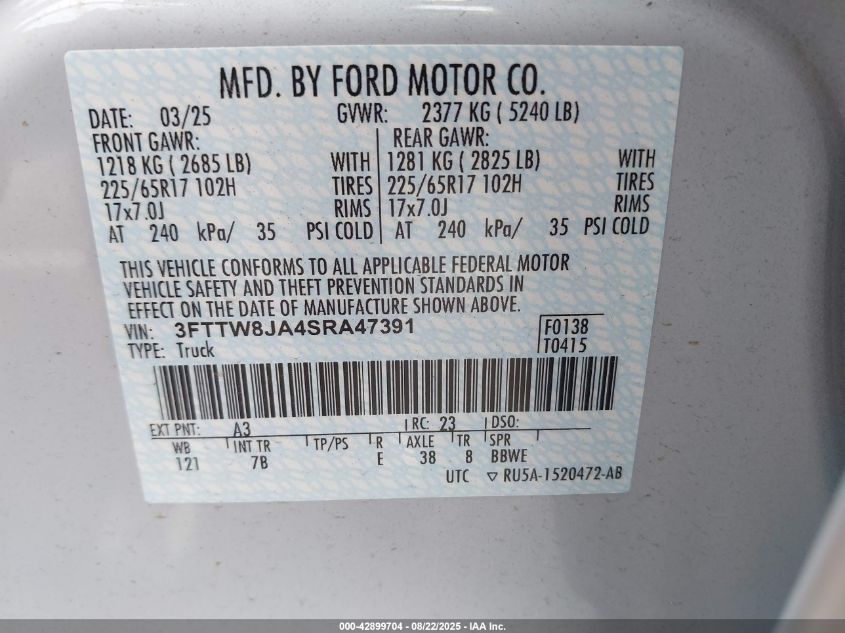 MFD. BY FORD MOTOR CO.
DATE: 03/25 GVWR: 2377 KG ( 5240 LB)
FRONT GAWR: REAR GAWR:
1218 KG ( 2685 LB) WITH 1281 KG ( 2825 LB) WITH
225/65R17 102H TIRES 225/65R17 102H TIRES
17x7.0J RIMS 17x7.0J RIMS
AT 240 kPa/ 35 PSI COLD AT 240 kPa/ 35 PSI COLD
THIS VEHICLE CONFORMS TO ALL APPLICABLE FEDERAL MOTOR
VEHICLE SAFETY AND THEFT PREVENTION STANDARDS IN
EFFECT ON THE DATE OF MANUFACTURE SHOWN ABOVE.
VIN: 3FTTW8JA4SRA47391 F0138
TYPE: Truck T0415
EXT PNT: A3 RC: 23 DSO:
WB INT TR TP/PS R AXLE TR SPR
121 7B E 38 8 BBWE
UTC ▽ RU5A-1520472-AB
000-42899704 - 08/22/2025 - IAA Inc.